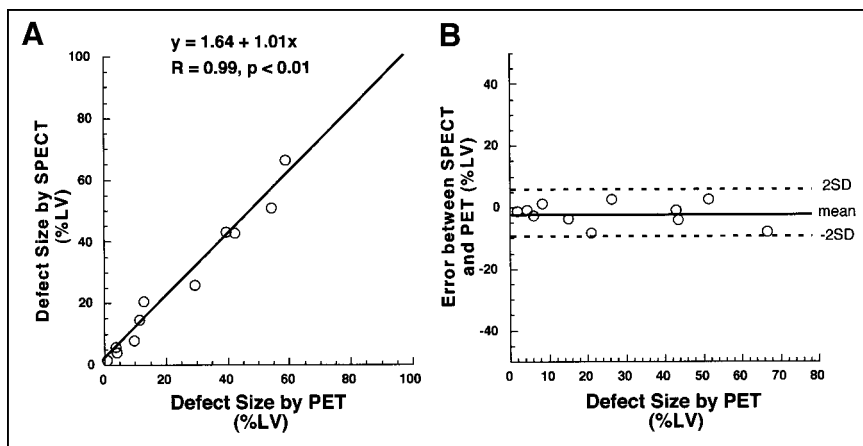 A
y = 1.64 + 1.01x
R = 0.99, p < 0.01
100
80
60
40
20
0
Defect Size by SPECT
(%LV)
0 20 40 60 80 100
Defect Size by PET
(%LV)
B
40
20
0
-20
-40
Error between SPECT
and PET (%LV)
2SD
mean
-2SD
0 10 20 30 40 50 60 70 80
Defect Size by PET
(%LV)